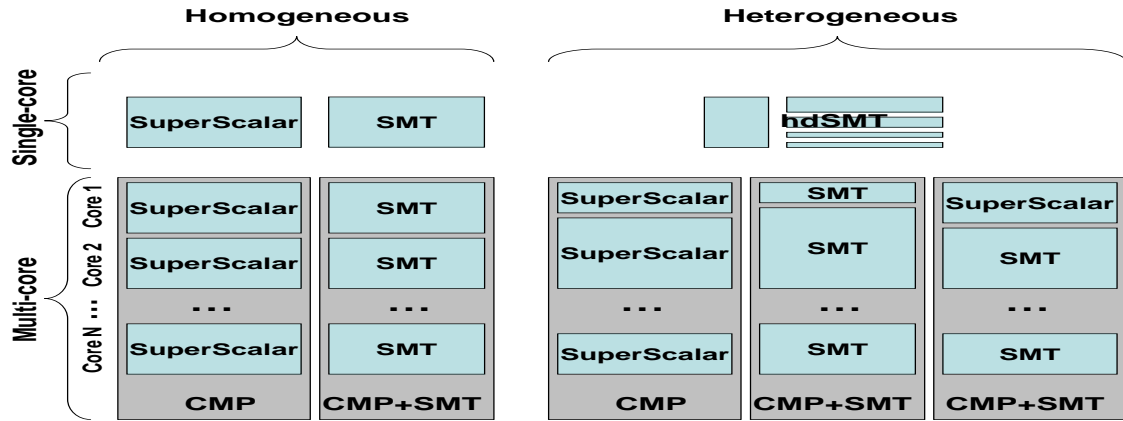 Homogeneous
Heterogeneous
Single-core
SuperScalar
SMT
hdSMT
Multi-core
Core 1
SuperScalar
SMT
SuperScalar
SMT
SuperScalar
Core 2
SuperScalar
SMT
SuperScalar
SMT
SMT
...
...
...
...
...
...
Core N
SuperScalar
SMT
SuperScalar
SMT
SMT
CMP
CMP+SMT
CMP
CMP+SMT
CMP+SMT